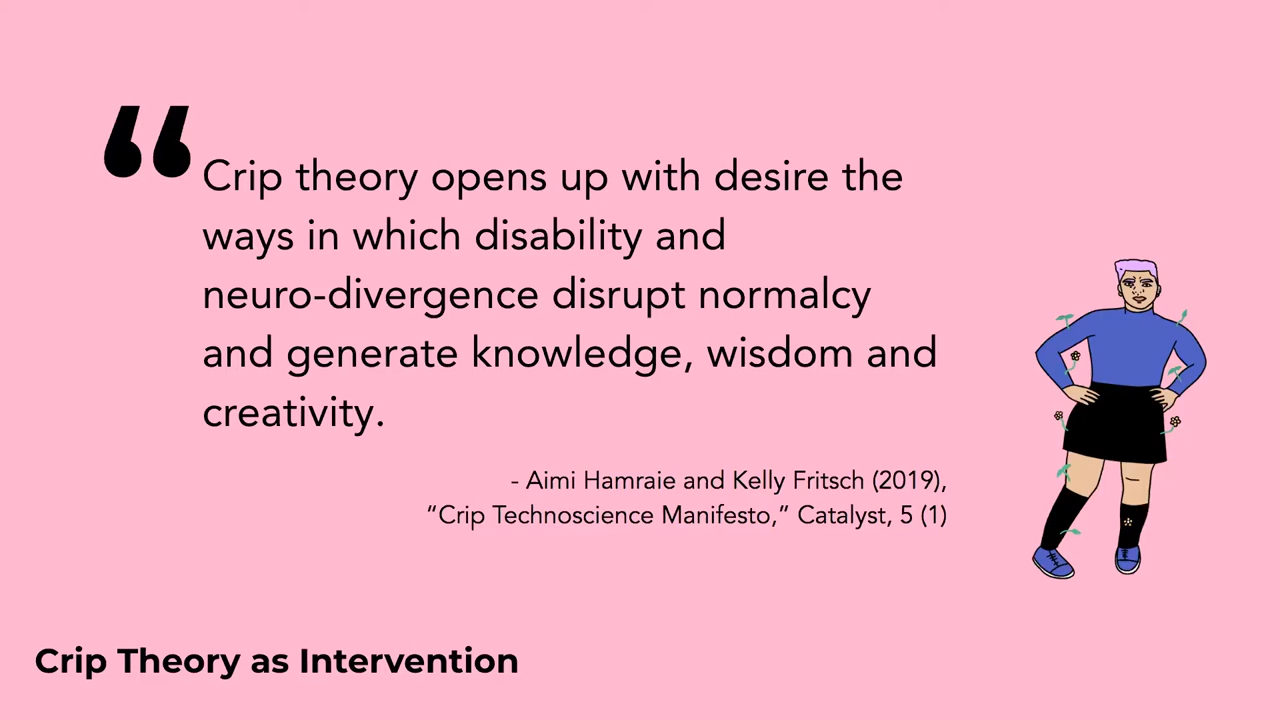 “
Crip theory opens up with desire the
ways in which disability and
neuro-divergence disrupt normalcy
and generate knowledge, wisdom and
creativity.
- Aimi Hamraie and Kelly Fritsch (2019),
“Crip Technoscience Manifesto,” Catalyst, 5 (1)
Crip Theory as Intervention